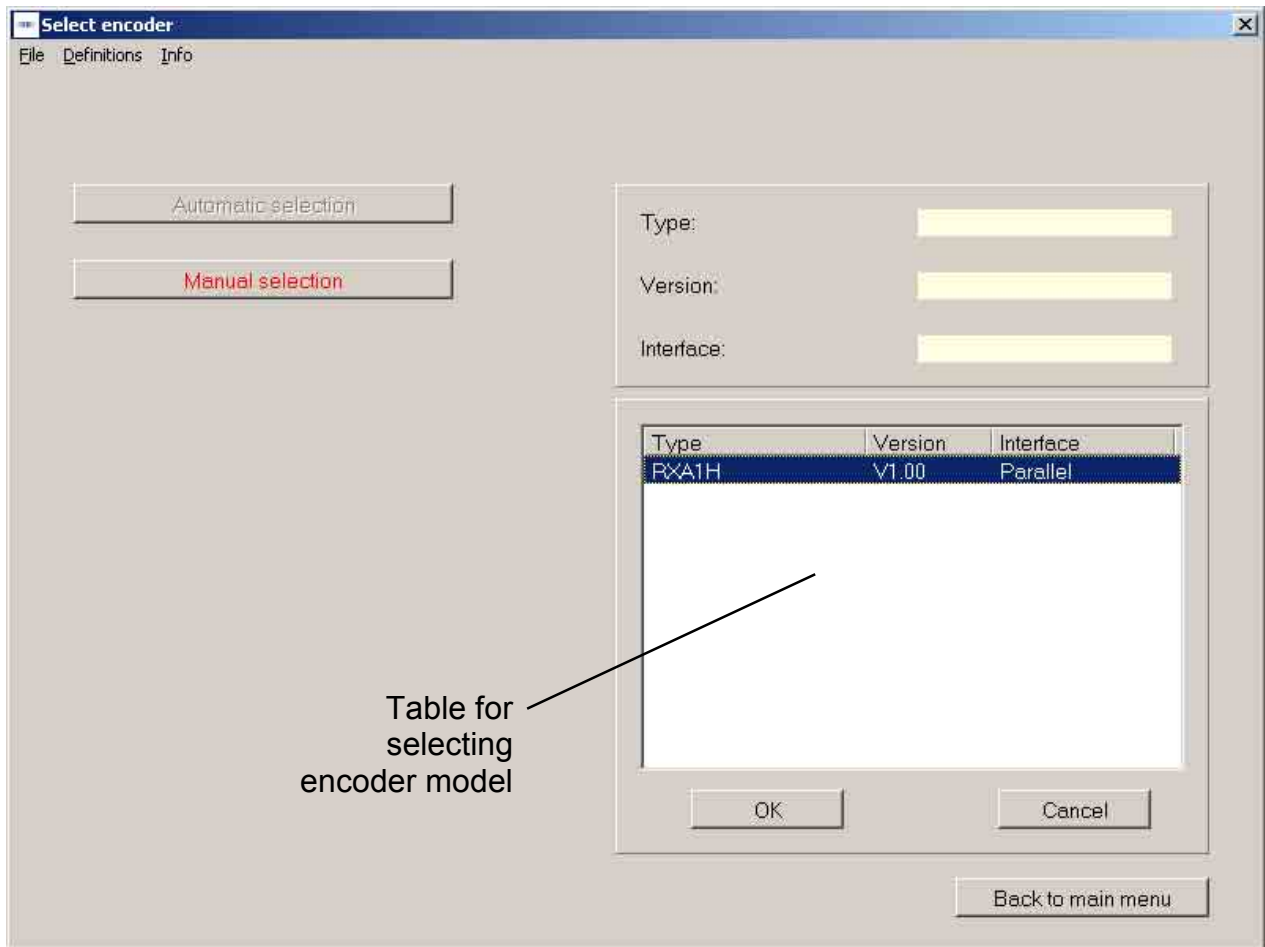 Select encoder
File Definitions Info
Automatic selection
Manual selection
Type:
Version:
Interface:
Type Version Interface
RXA1H V1.00 Parallel
Table for
selecting
encoder model
OK Cancel
Back to main menu